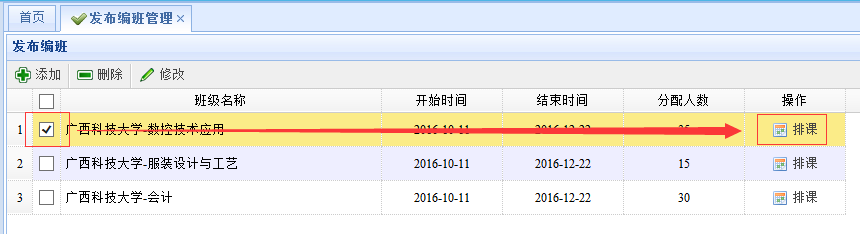 首页 发布编班管理
发布编班
添加 删除 修改
班级名称 开始时间 结束时间 分配人数 操作
1 广西科技大学-数控技术应用 2016-10-11 2016-12-22 排课
2 广西科技大学-服装设计与工艺 2016-10-11 2016-12-22 15 排课
3 广西科技大学-会计 2016-10-11 2016-12-22 30 排课